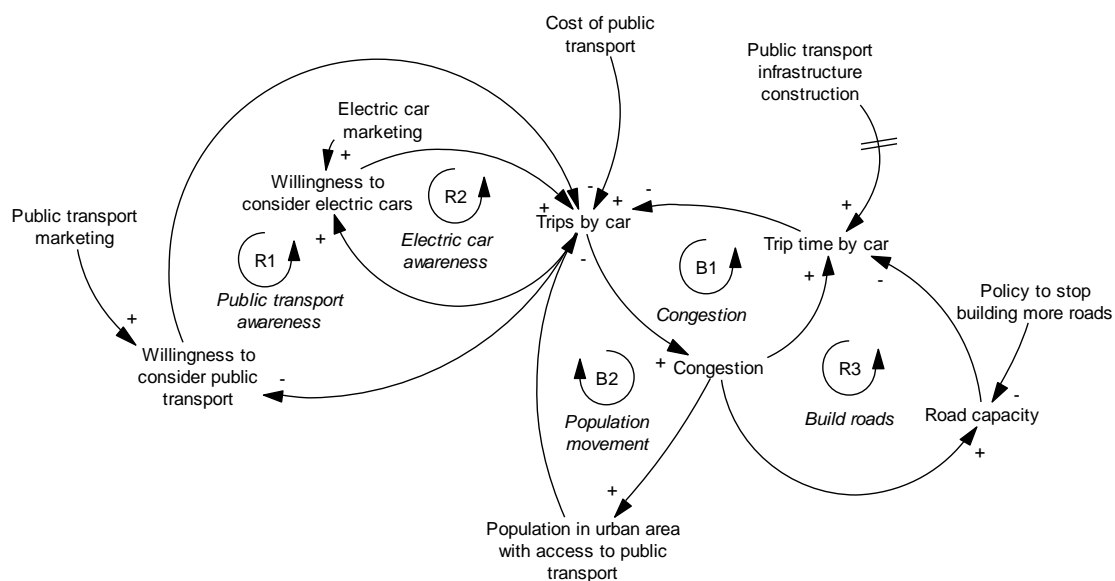 Cost of public
transport
Public transport
infrastructure
construction
Electric car
marketing
+
Willingness to
consider electric cars
R2
Electric car
awareness
-
+
-
+
Trips by car
+
Trip time by car
Public transport
marketing
+
R1
Public transport
awareness
-
B1
Congestion
+
-
Policy to stop
building more roads
+
Willingness to
consider public
transport
-
B2
Population
movement
+
Congestion
R3
Build roads
-
Road capacity
+
+
Population in urban area
with access to public
transport